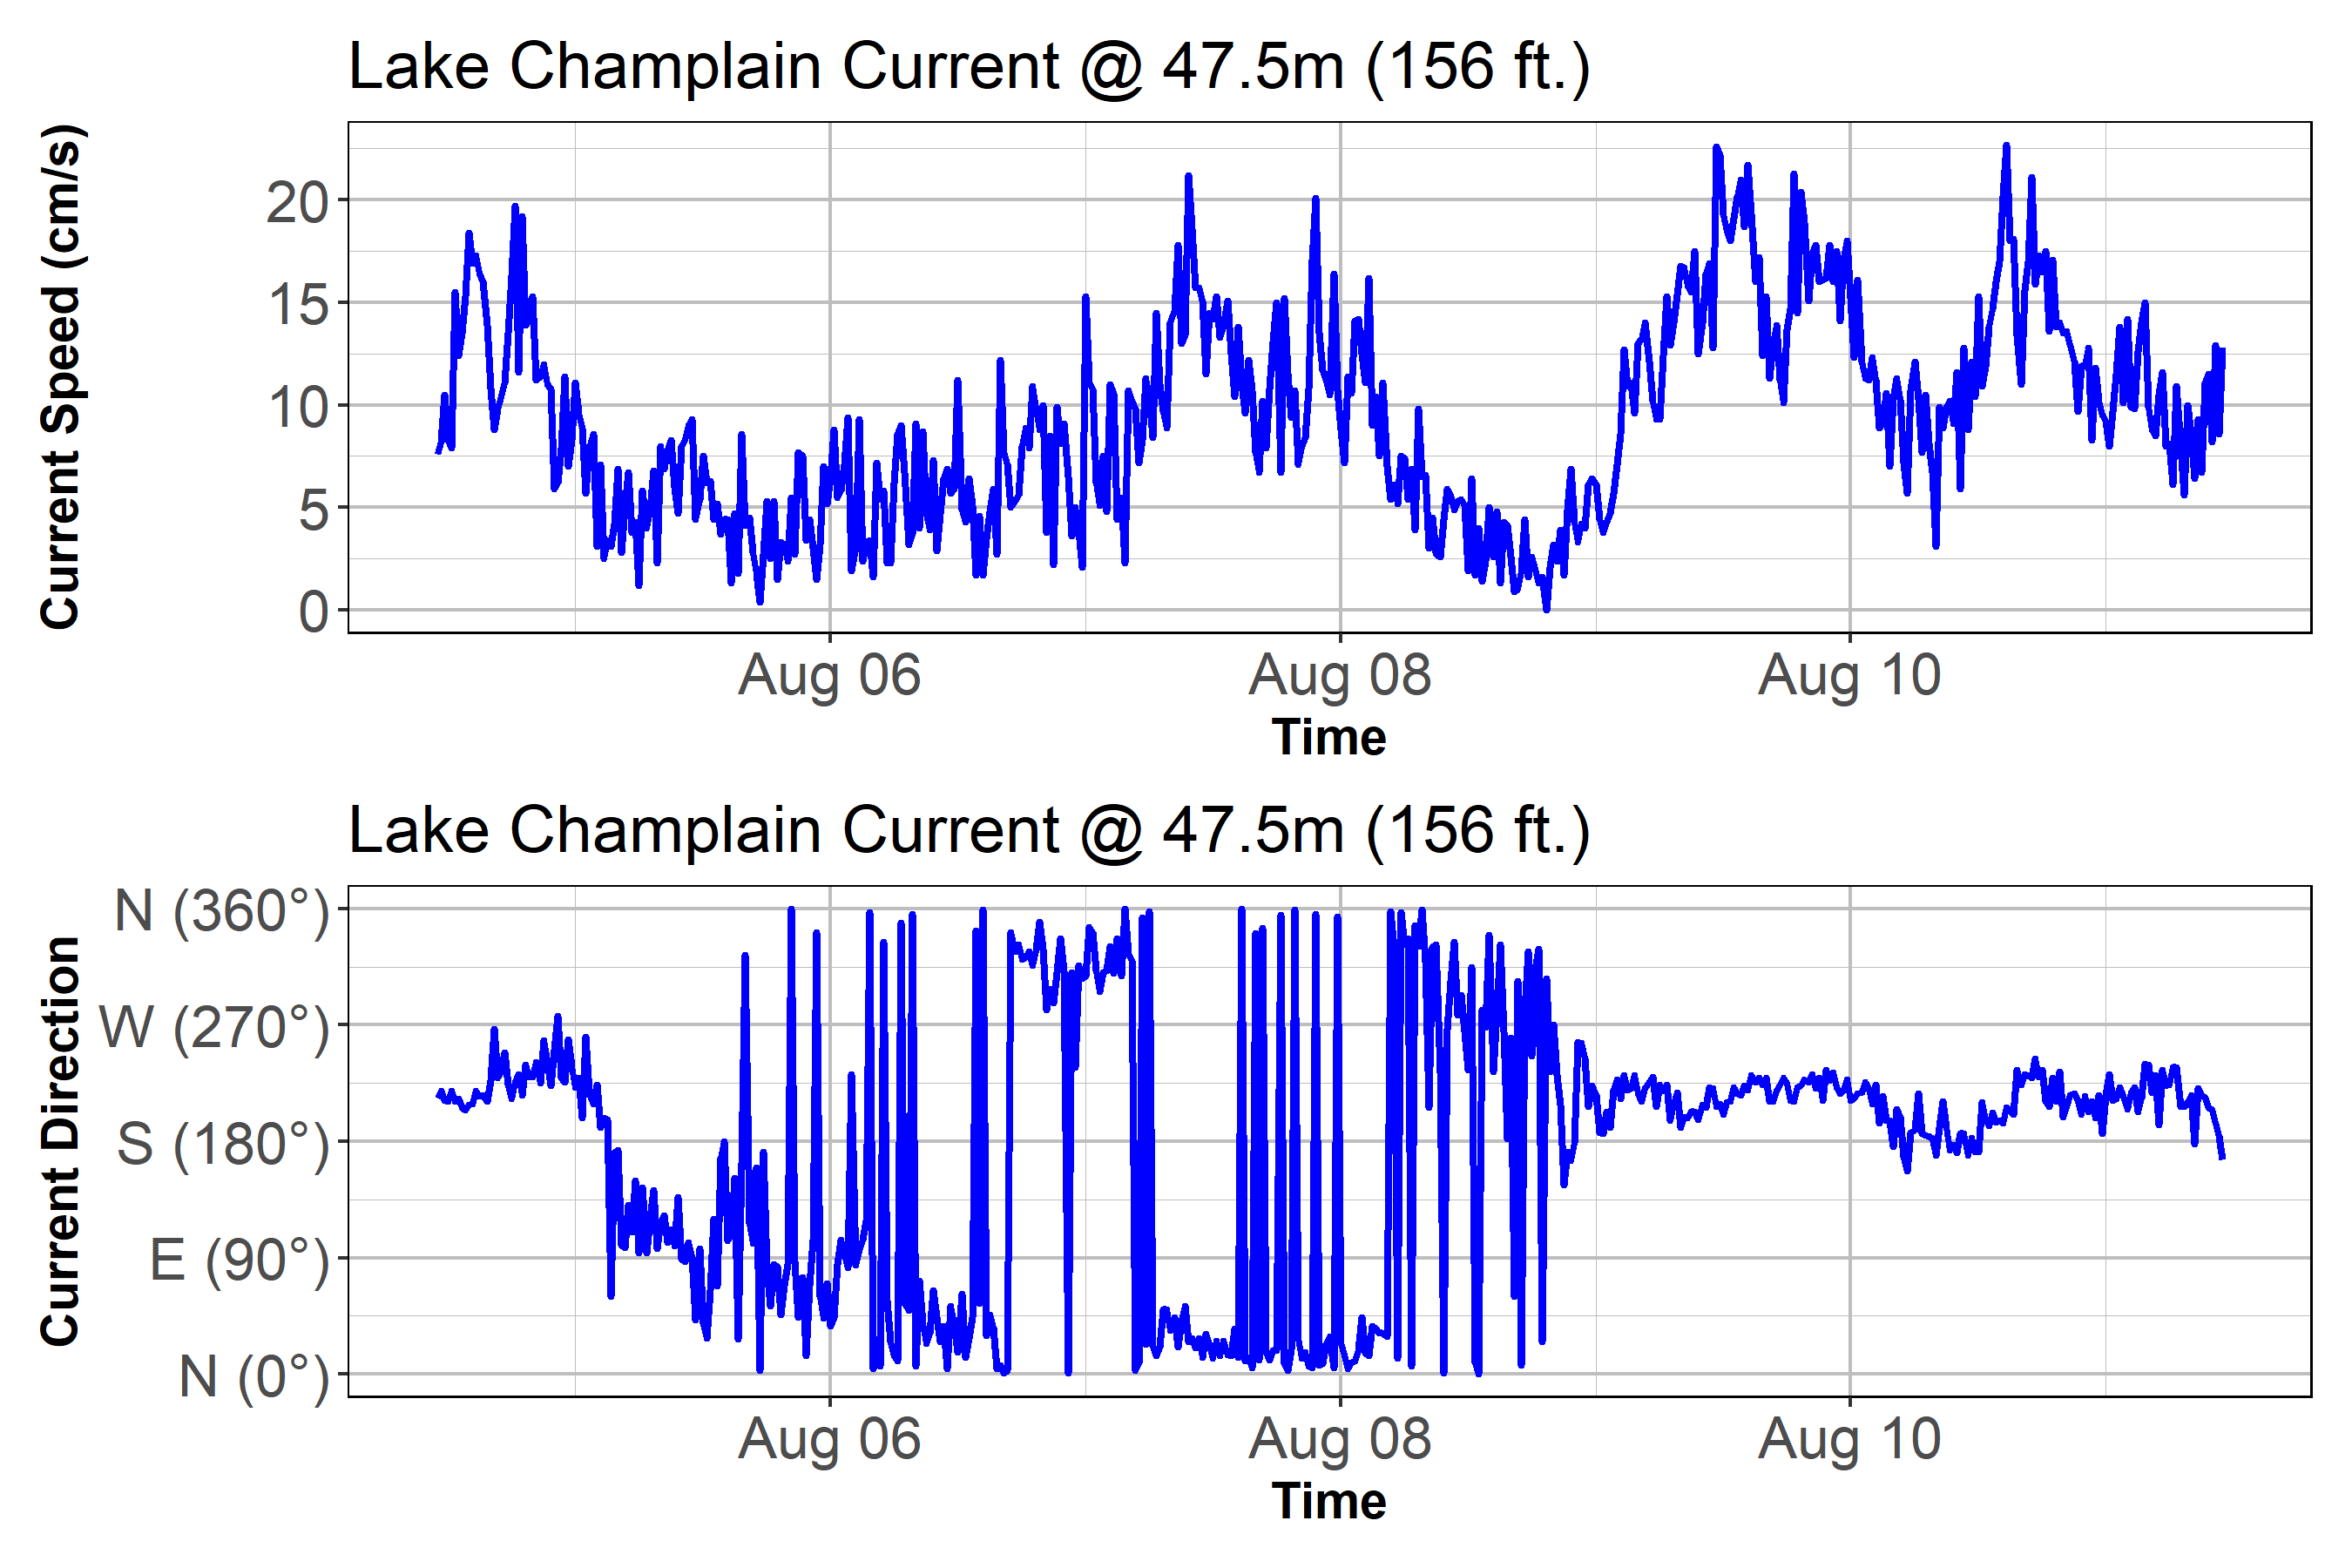 Lake Champlain Current @ 47.5m (156 ft.)
Current Speed (cm/s)
20
15
10
5
0
Aug 06 Aug 08 Aug 10
Time
Lake Champlain Current @ 47.5m (156 ft.)
Current Direction
N (360°)
W (270°)
S (180°)
E (90°)
N (0°)
Aug 06 Aug 08 Aug 10
Time